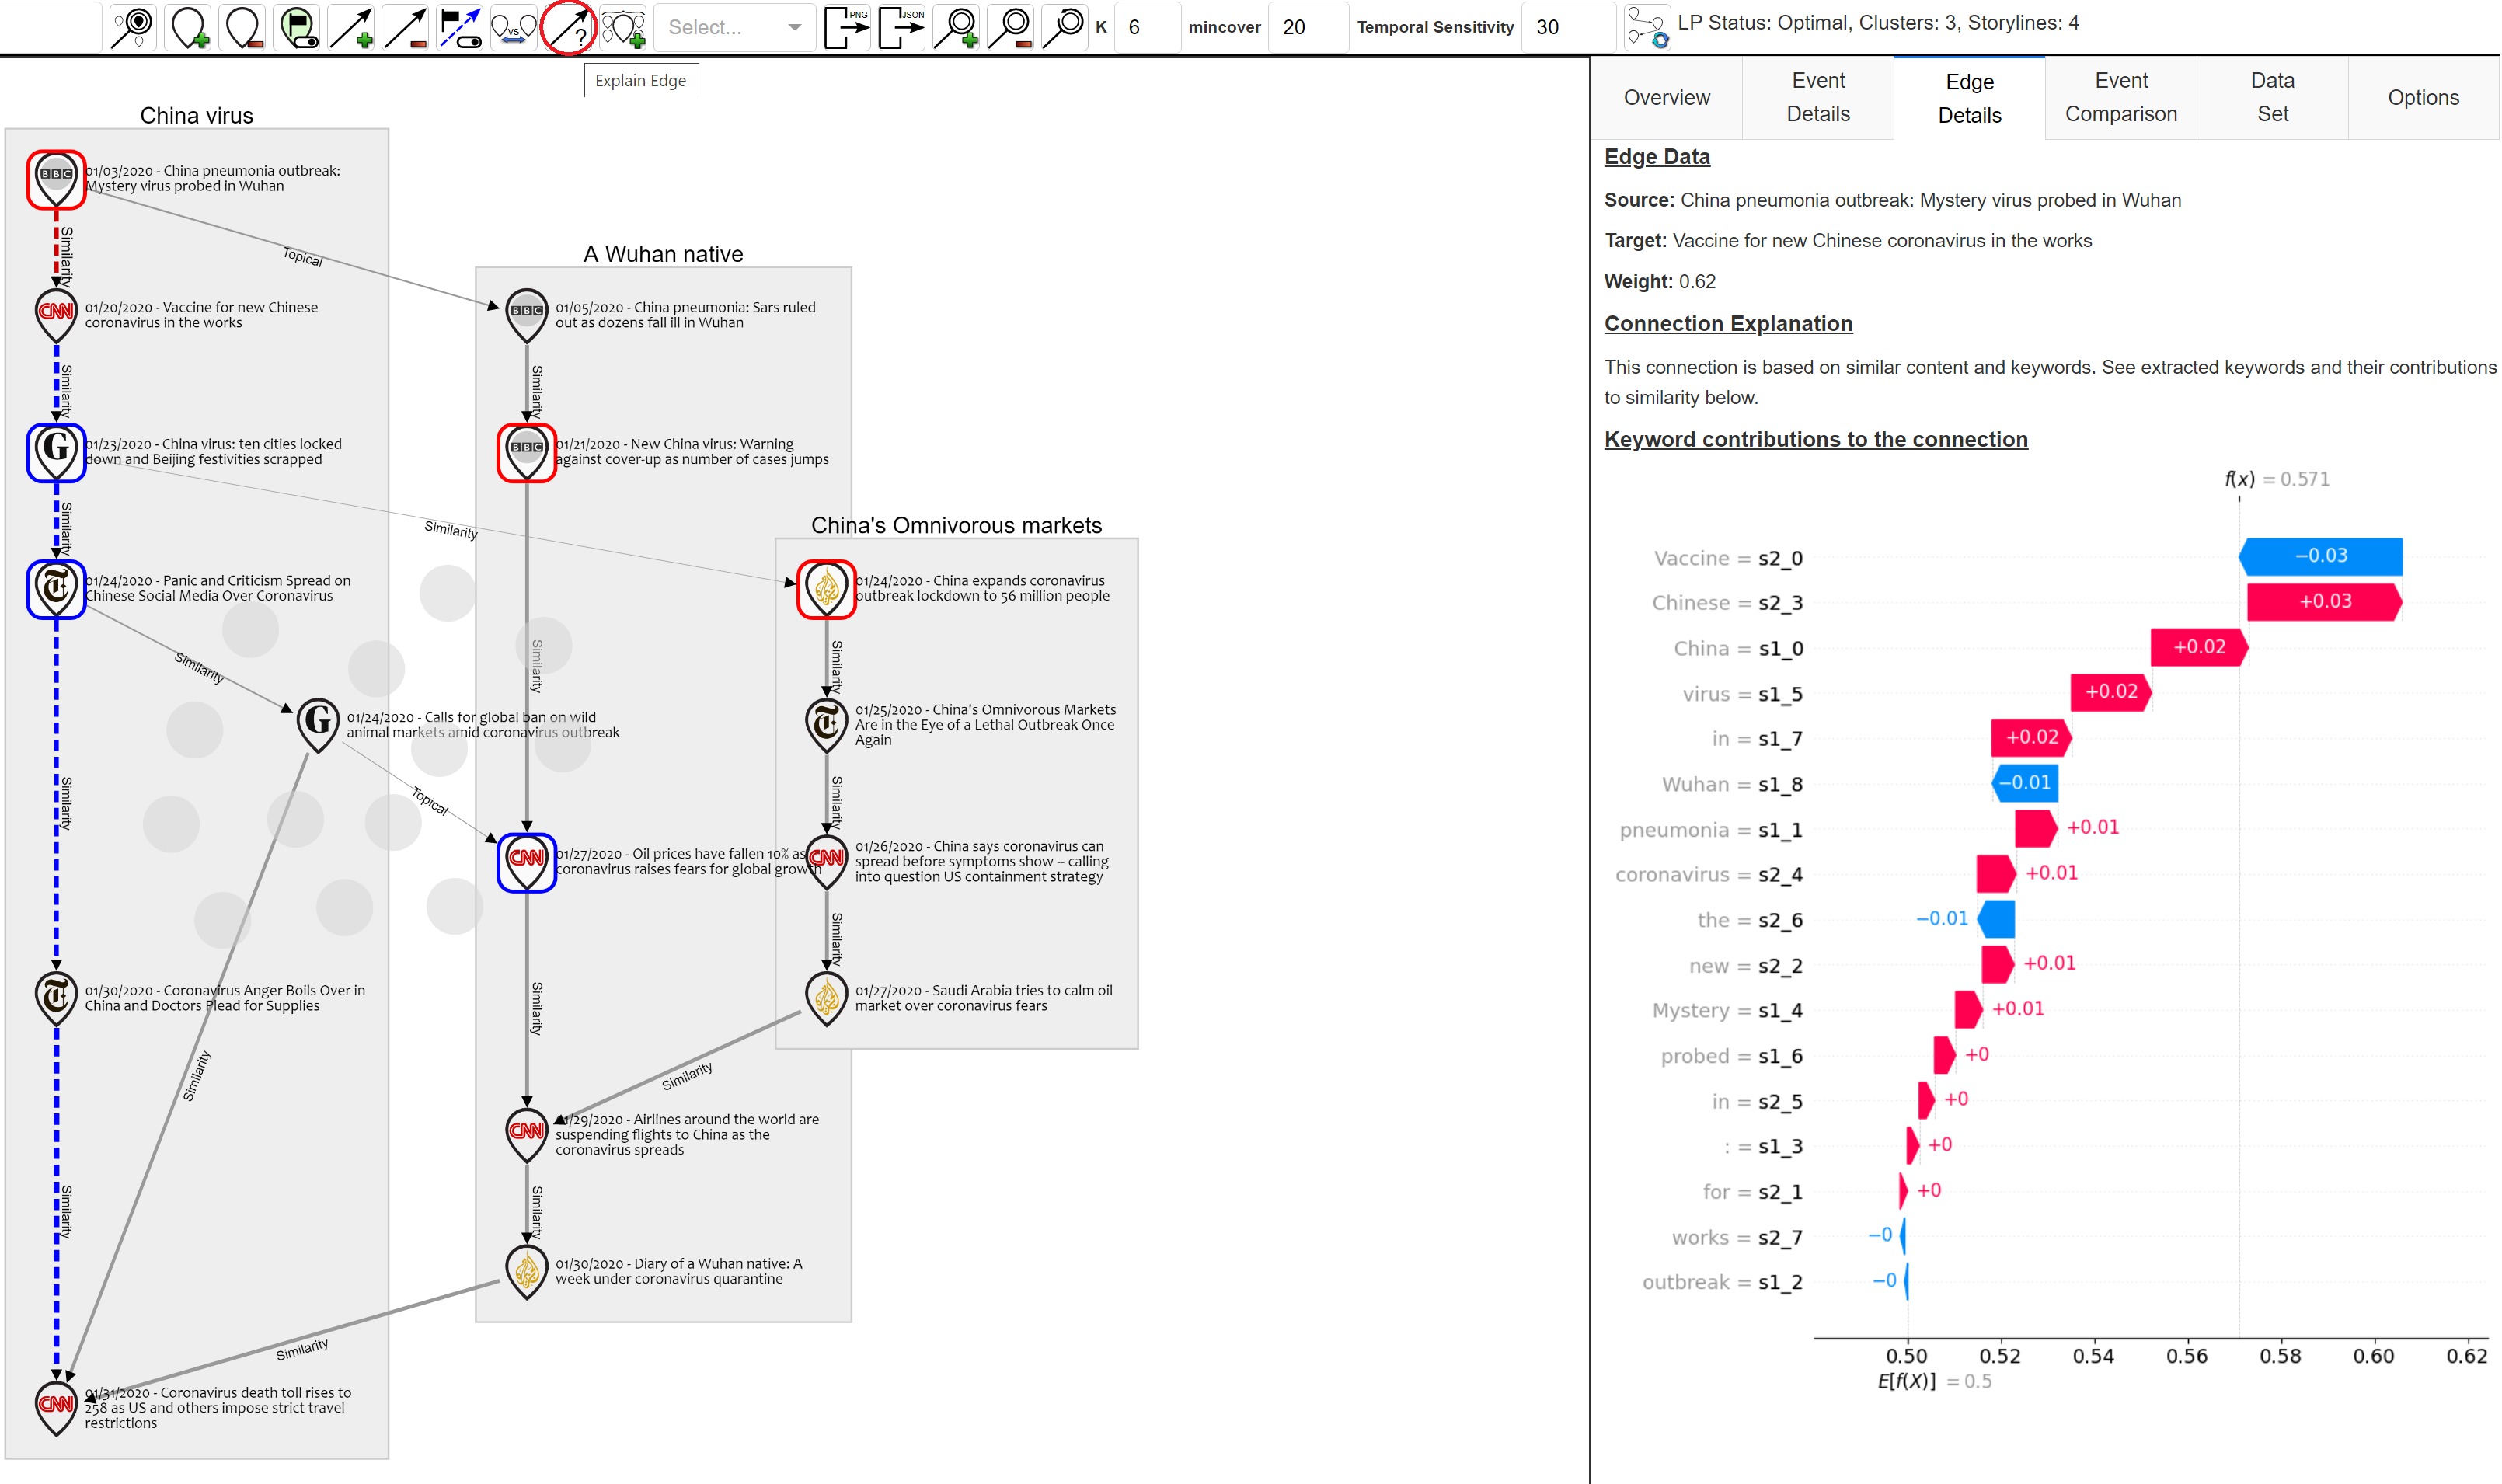 VS
?
Select...
PNG
JSON
K
6
mincover
20
Temporal Sensitivity
30
LP Status: Optimal, Clusters: 3, Storylines: 4
Explain Edge
China virus
BBC
01/03/2020 - China pneumonia outbreak:
Mystery virus probed in Wuhan
Similarity
Topical
CNN
01/20/2020 - Vaccine for new Chinese
coronavirus in the works
Similarity
G
01/23/2020 - China virus: ten cities locked
down and Beijing festivities scrapped
Similarity
Similarity
T
01/24/2020 - Panic and Criticism Spread on
Chinese Social Media Over Coronavirus
Similarity
Similarity
G
01/24/2020 - Calls for global ban on wild
animal markets amid coronavirus outbreak
Topical
Similarity
T
01/30/2020 - Coronavirus Anger Boils Over in
China and Doctors Plead for Supplies
Similarity
CNN
01/31/2020 - Coronavirus death toll rises to
258 as US and others impose strict travel
restrictions
A Wuhan native
BBC
01/05/2020 - China pneumonia: Sars ruled
out as dozens fall ill in Wuhan
Similarity
BBC
01/21/2020 - New China virus: Warning
against cover-up as number of cases jumps
Similarity
CNN
01/27/2020 - Oil prices have fallen 10% as
coronavirus raises fears for global growth
Similarity
CNN
01/29/2020 - Airlines around the world are
suspending flights to China as the
coronavirus spreads
Similarity
01/30/2020 - Diary of a Wuhan native: A
week under coronavirus quarantine
Similarity
China's Omnivorous markets
01/24/2020 - China expands coronavirus
outbreak lockdown to 56 million people
Similarity
T
01/25/2020 - China's Omnivorous Markets
Are in the Eye of a Lethal Outbreak Once
Again
Similarity
CNN
01/26/2020 - China says coronavirus can
spread before symptoms show -- calling
into question US containment strategy
Similarity
01/27/2020 - Saudi Arabia tries to calm oil
market over coronavirus fears
Similarity
Overview
Event
Details
Edge
Details
Event
Comparison
Data
Set
Options
Edge Data
Source: China pneumonia outbreak: Mystery virus probed in Wuhan
Target: Vaccine for new Chinese coronavirus in the works
Weight: 0.62
Connection Explanation
This connection is based on similar content and keywords. See extracted keywords and their contributions
to similarity below.
Keyword contributions to the connection
f(x) = 0.571
Vaccine = s2_0 −0.03
Chinese = s2_3 +0.03
China = s1_0 +0.02
virus = s1_5 +0.02
in = s1_7 +0.02
Wuhan = s1_8 −0.01
pneumonia = s1_1 +0.01
coronavirus = s2_4 +0.01
the = s2_6 −0.01
new = s2_2 +0.01
Mystery = s1_4 +0.01
probed = s1_6 +0
in = s2_5 +0
: = s1_3 +0
for = s2_1 +0
works = s2_7 −0
outbreak = s1_2 −0
0.50 0.52 0.54 0.56 0.58 0.60 0.62
E[f(X)] = 0.5